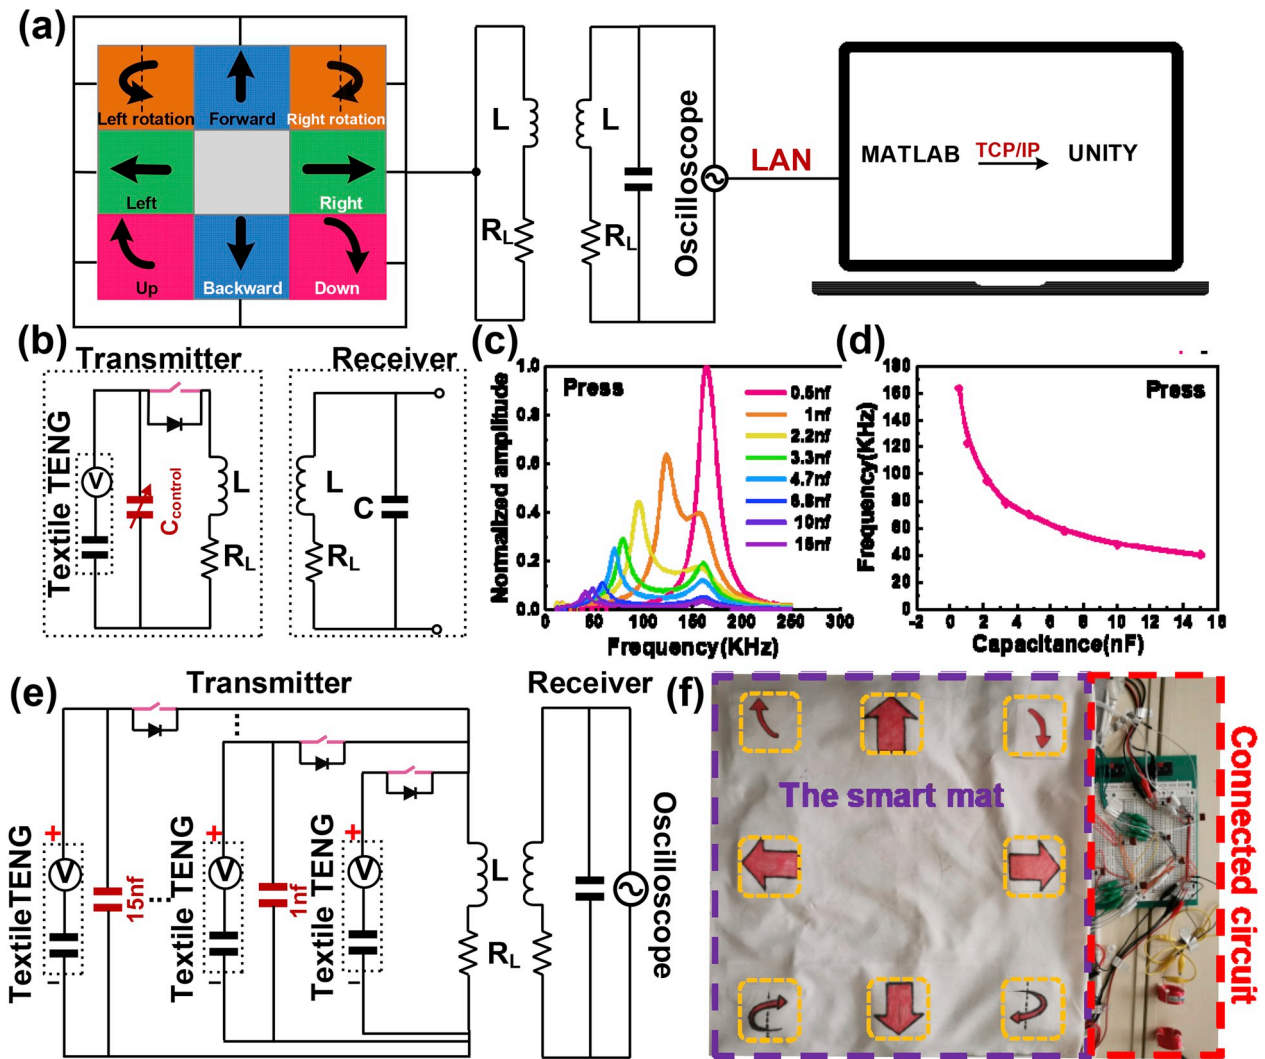 (a)
Left rotation
Forward
Right rotation
Left
Right
Up
Backward
Down
L
RL
L
RL
Oscilloscope
LAN
MATLAB
TCP/IP
UNITY
(b)
Transmitter
Receiver
Textile TENG
V
Ccontrol
L
RL
L
RL
C
(c)
Press
Normalized amplitude
1.0
0.8
0.6
0.4
0.2
0.0
0 50 100 150 200 250 300
Frequency(KHz)
0.5nf
1nf
2.2nf
3.3nf
4.7nf
6.8nf
10nf
15nf
(d)
Press
Frequency(KHz)
180
160
140
120
100
80
60
40
20
0
-2 0 2 4 6 8 10 12 14 16
Capacitance(nF)
(e)
Transmitter
Receiver
Textile TENG
+
V
−
15nf
Textile TENG
+
V
−
1nf
Textile TENG
+
V
−
L
RL
Oscilloscope
(f)
The smart mat
Connected circuit